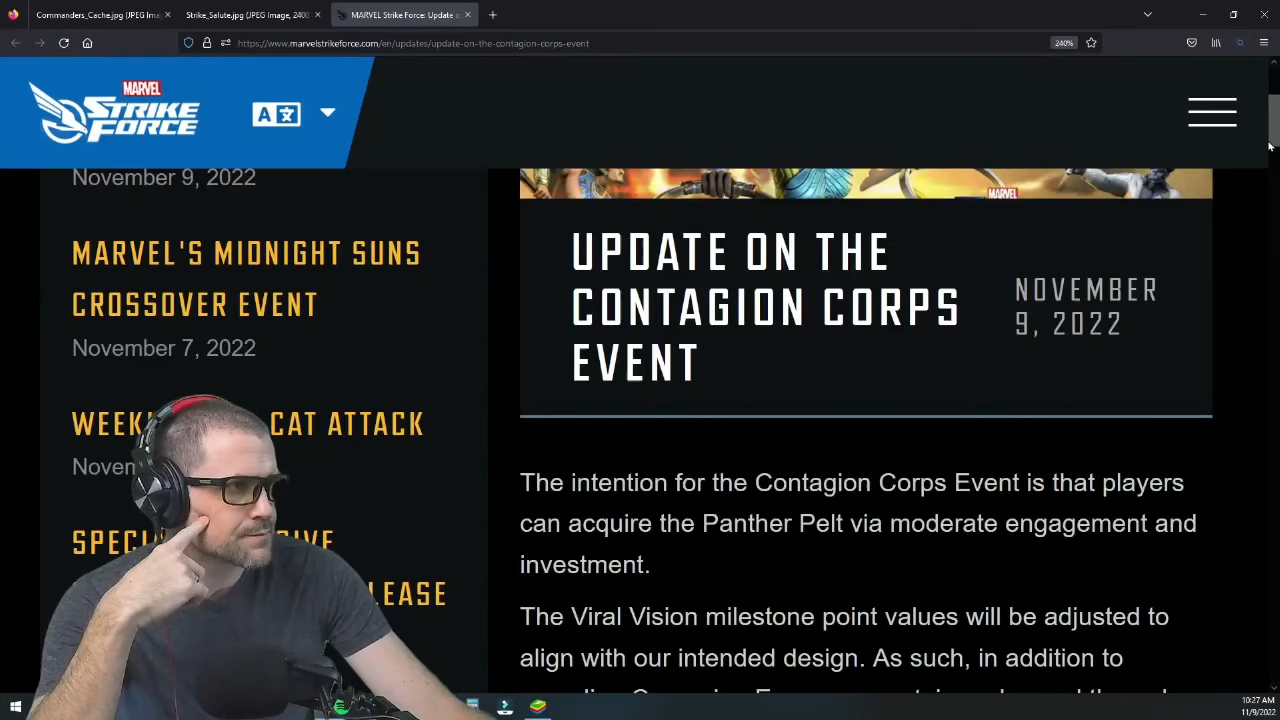 Commanders_Cache.jpg (JPEG Ima
Strike_Salute.jpg (JPEG Image, 2400
MARVEL Strike Force: Update o
https://www.marvelstrikeforce.com/en/updates/update-on-the-contagion-corps-event
240%
MARVEL
STRIKE
FORCE
A文
November 9, 2022
MARVEL'S MIDNIGHT SUNS
CROSSOVER EVENT
November 7, 2022
CAT ATTACK
MARVEL
UPDATE ON THE
CONTAGION CORPS
EVENT
NOVEMBER
9, 2022
The intention for the Contagion Corps Event is that players
can acquire the Panther Pelt via moderate engagement and
investment.
The Viral Vision milestone point values will be adjusted to
align with our intended design. As such, in addition to
10:27 AM
11/9/2022